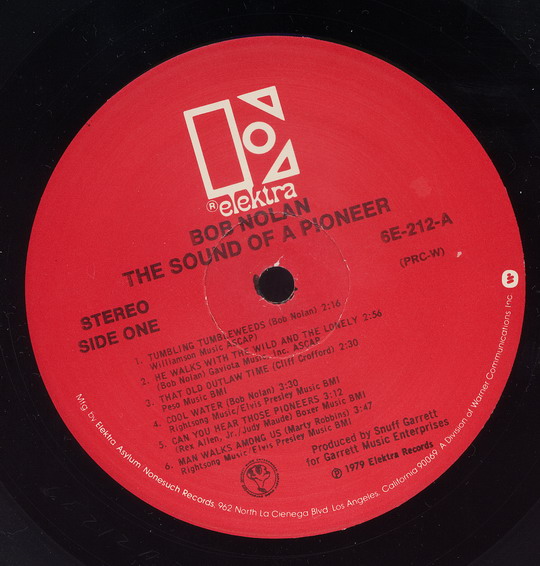 ® elektra
BOB NOLAN
THE SOUND OF A PIONEER
6E-212-A
(PRC-W)
STEREO
SIDE ONE
1. TUMBLING TUMBLEWEEDS (Bob Nolan) 2:16
Williamson Music ASCAP)
2. HE WALKS WITH THE WILD AND THE LONELY 2:56
(Bob Nolan) Gaviota Music, Inc. ASCAP)
3. THAT OLD OUTLAW TIME (Cliff Crofford) 2:30
Peso Music BMI
4. COOL WATER (Bob Nolan) 3:30
Rightsong Music/Elvis Presley Music BMI
5. CAN YOU HEAR THOSE PIONEERS 3:12
(Rex Allen, Jr./Judy Maude) Boxer Music BMI
6. MAN WALKS AMONG US (Marty Robbins) 3:47
Rightsong Music/Elvis Presley Music BMI
Produced by Snuff Garrett
for Garrett Music Enterprises
℗ 1979 Elektra Records
Mfg. by Elektra Asylum Nonesuch Records, 962 North La Cienega Blvd. Los Angeles, California 90069 A Division of Warner Communications Inc.